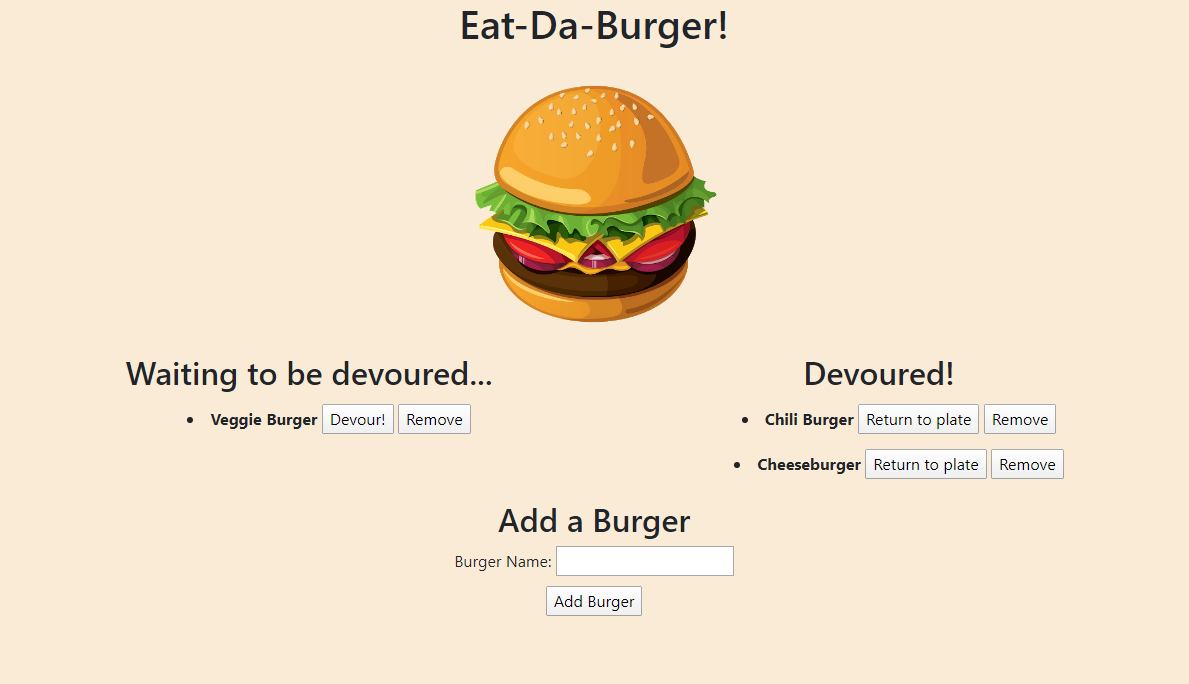 Eat-Da-Burger!
Waiting to be devoured...
Veggie Burger Devour! Remove
Devoured!
Chili Burger Return to plate Remove
Cheeseburger Return to plate Remove
Add a Burger
Burger Name:
Add Burger